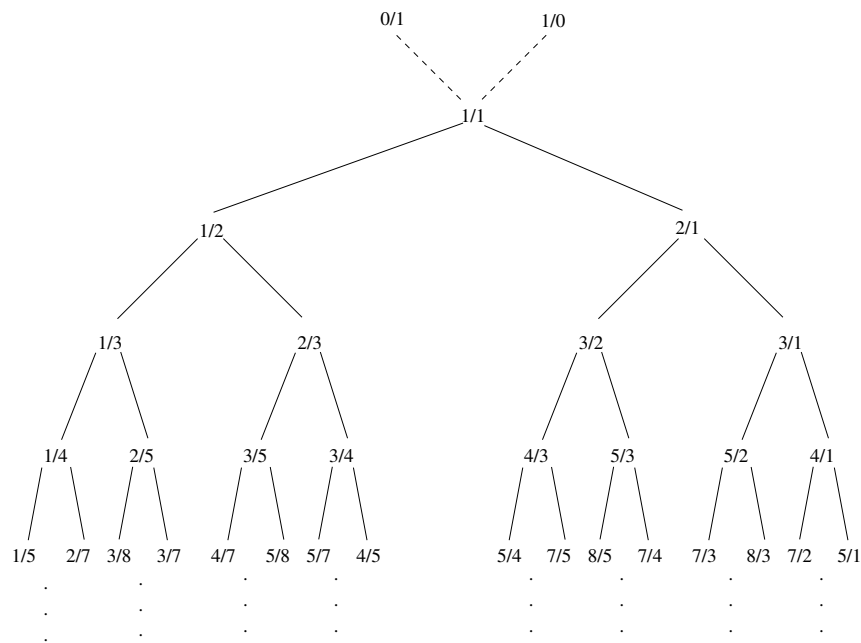 0/1 1/0
1/1
1/2 2/1
1/3 2/3 3/2 3/1
1/4 2/5 3/5 3/4 4/3 5/3 5/2 4/1
1/5 2/7 3/8 3/7 4/7 5/8 5/7 4/5 5/4 7/5 8/5 7/4 7/3 8/3 7/2 5/1
. . . . . . . .
. . . . . . . .
. . . . . . . .